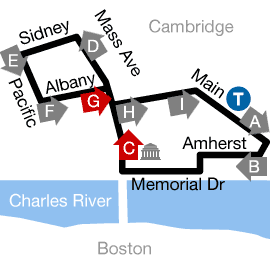 Sidney
Cambridge
D
Mass Ave
E
Albany
Main
T
Pacific
F
G
H
I
A
C
Amherst
B
Memorial Dr
Charles River
Boston